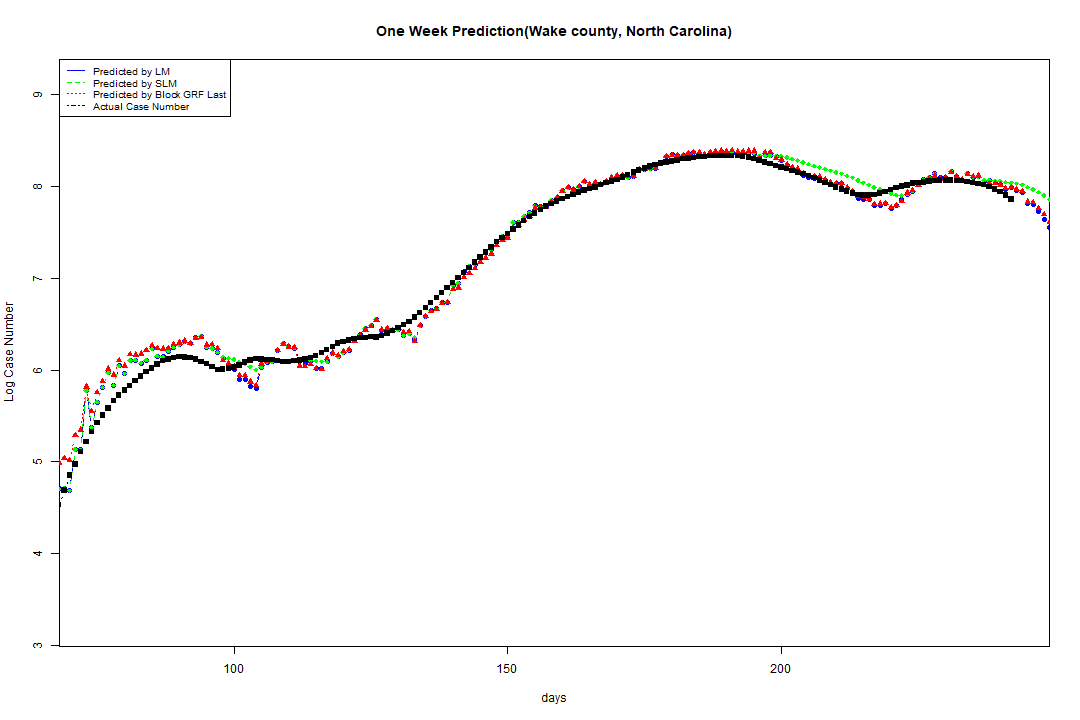 One Week Prediction(Wake county, North Carolina)
Predicted by LM
Predicted by SLM
Predicted by Block GRF Last
Actual Case Number
9
8
7
6
5
4
3
Log Case Number
100 150 200
days